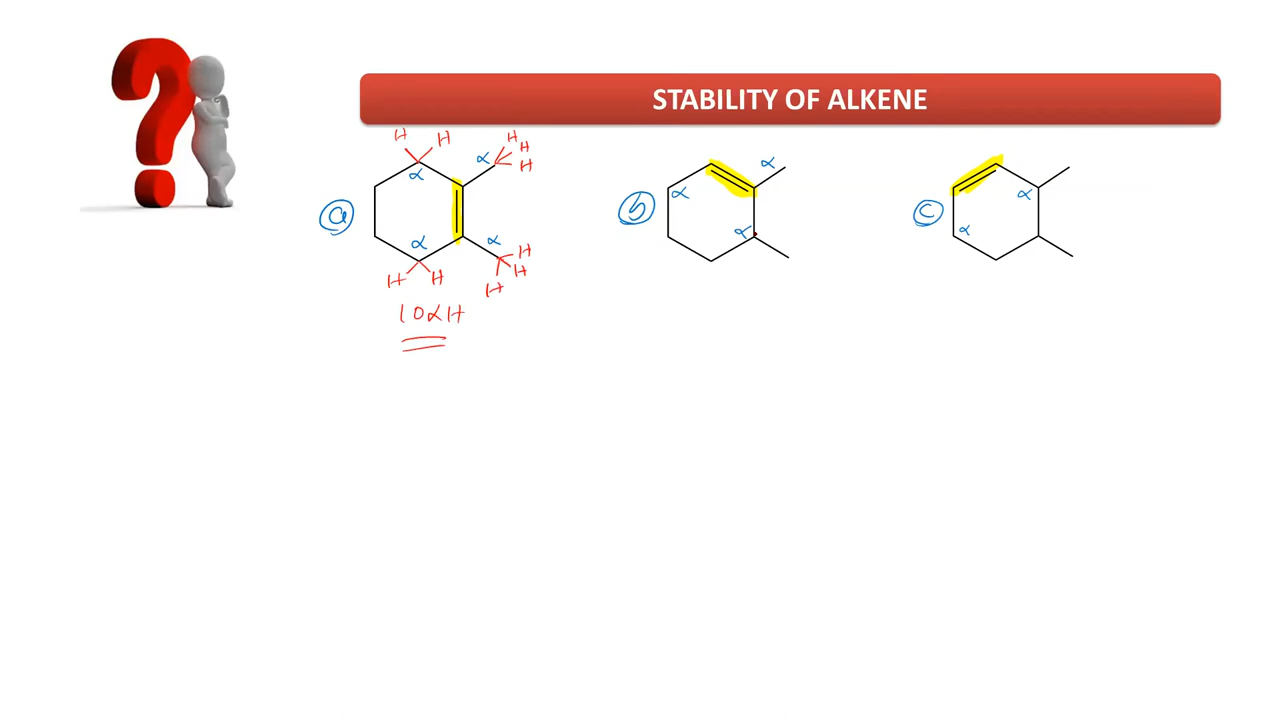 STABILITY OF ALKENE
H H α H H H
α
ⓐ
α α H H
H H H
10αH
ⓑ α α α
ⓒ α α